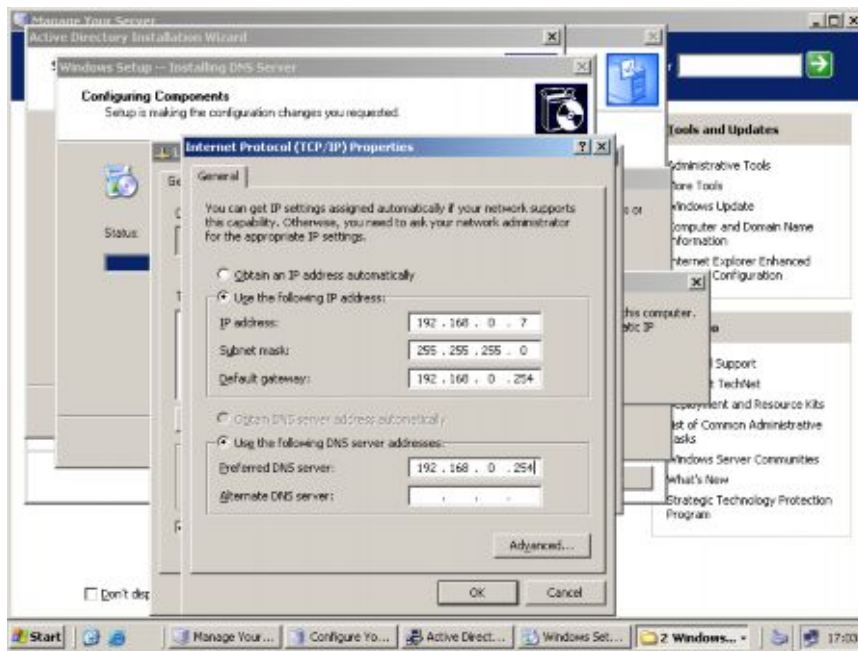 Manage Your Server
Active Directory Installation Wizard
Windows Setup -- Installing DNS Server
Configuring Components
Setup is making the configuration changes you requested.
Status:
Internet Protocol (TCP/IP) Properties
General
You can get IP settings assigned automatically if your network supports
this capability. Otherwise, you need to ask your network administrator
for the appropriate IP settings.
Obtain an IP address automatically
Use the following IP address:
IP address: 192 . 168 . 0 . 7
Subnet mask: 255 . 255 . 255 . 0
Default gateway: 192 . 168 . 0 . 254
Obtain DNS server address automatically
Use the following DNS server addresses:
Preferred DNS server: 192 . 168 . 0 . 254
Alternate DNS server: . . .
Advanced...
OK Cancel
Tools and Updates
Administrative Tools
More Tools
Windows Update
Computer and Domain Name
Information
Internet Explorer Enhanced
Configuration
this computer.
IP
Support
TechNet
Deployment and Resource Kits
List of Common Administrative
Tasks
Windows Server Communities
What's New
Strategic Technology Protection
Program
Don't disp
Start Manage Your... Configure Yo... Active Direct... Windows Set... 2 Windows... 17:03